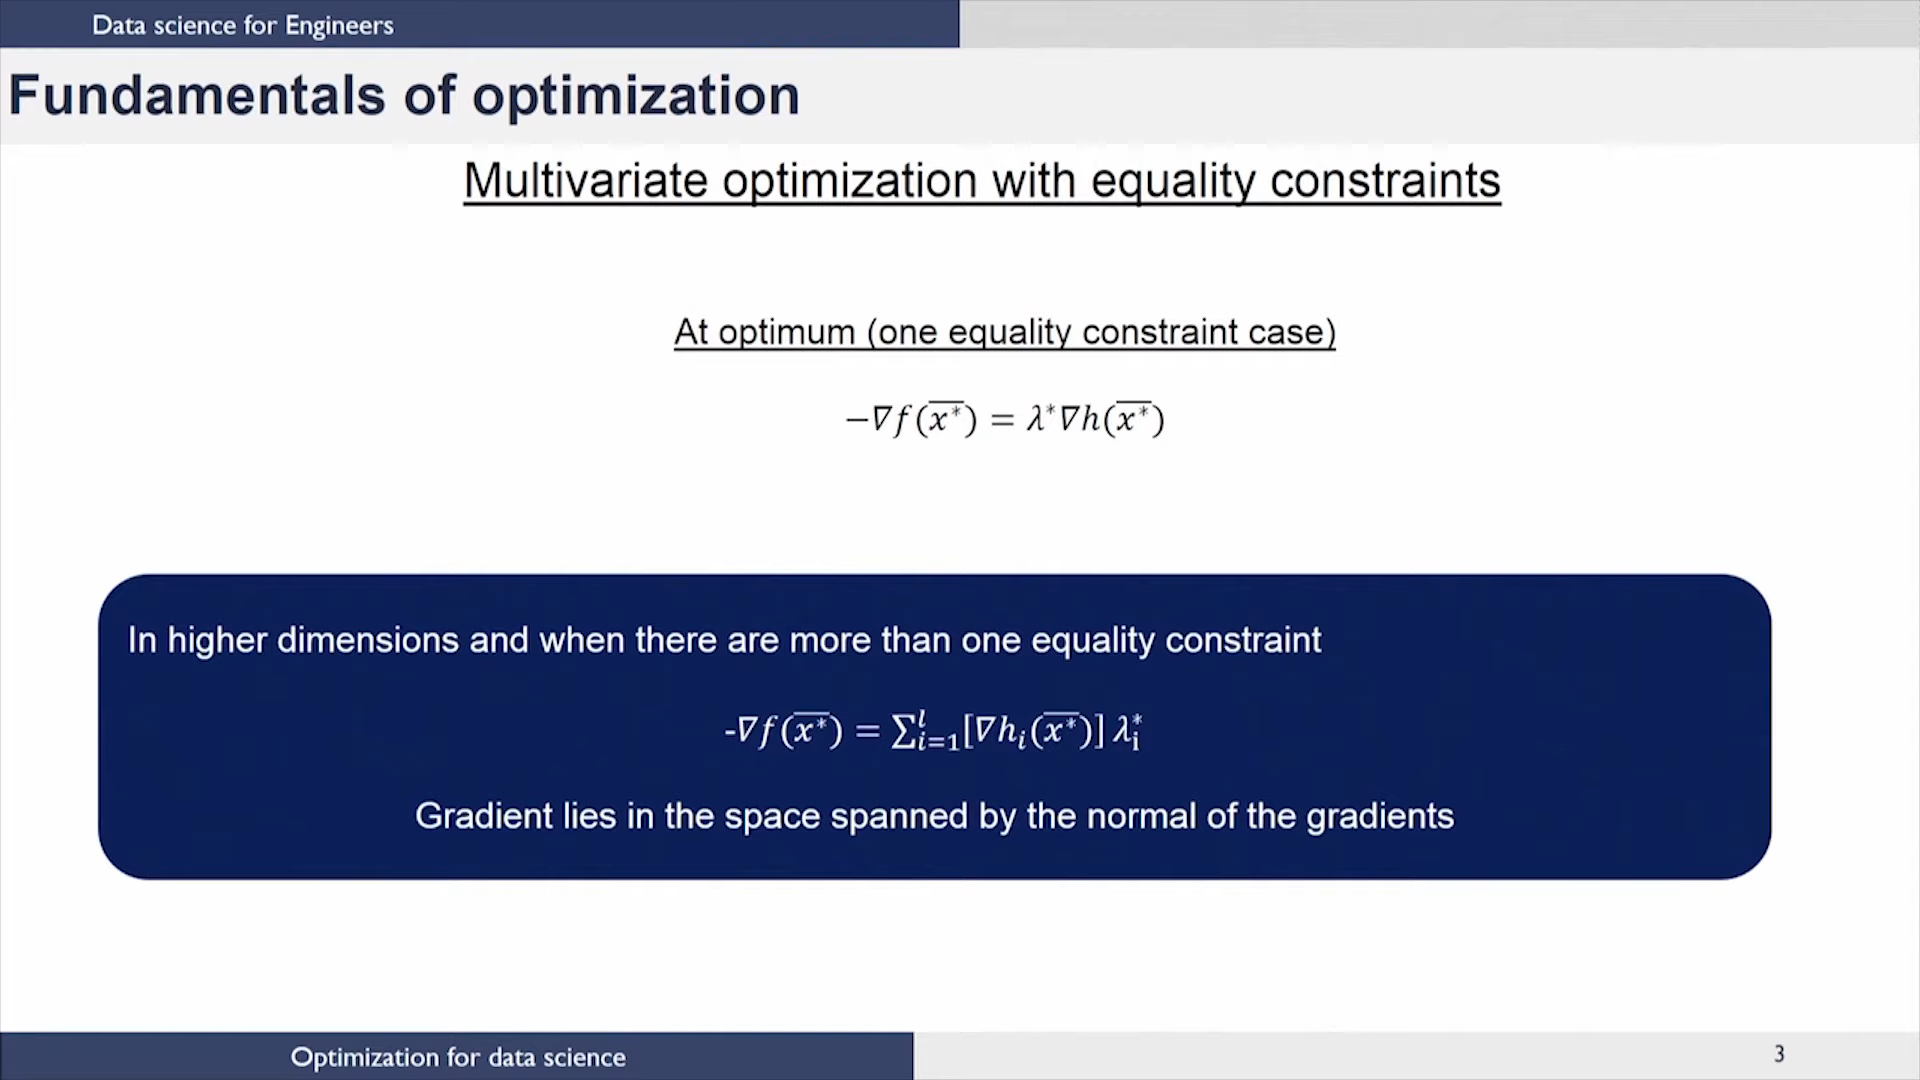 Data science for Engineers
Fundamentals of optimization
Multivariate optimization with equality constraints
At optimum (one equality constraint case)
−∇f(x̅*̅) = λ*∇h(x̅*̅)
In higher dimensions and when there are more than one equality constraint
-∇f(x̅*̅) = ∑ˡᵢ₌₁[∇hᵢ(x̅*̅)] λᵢ*
Gradient lies in the space spanned by the normal of the gradients
Optimization for data science
3